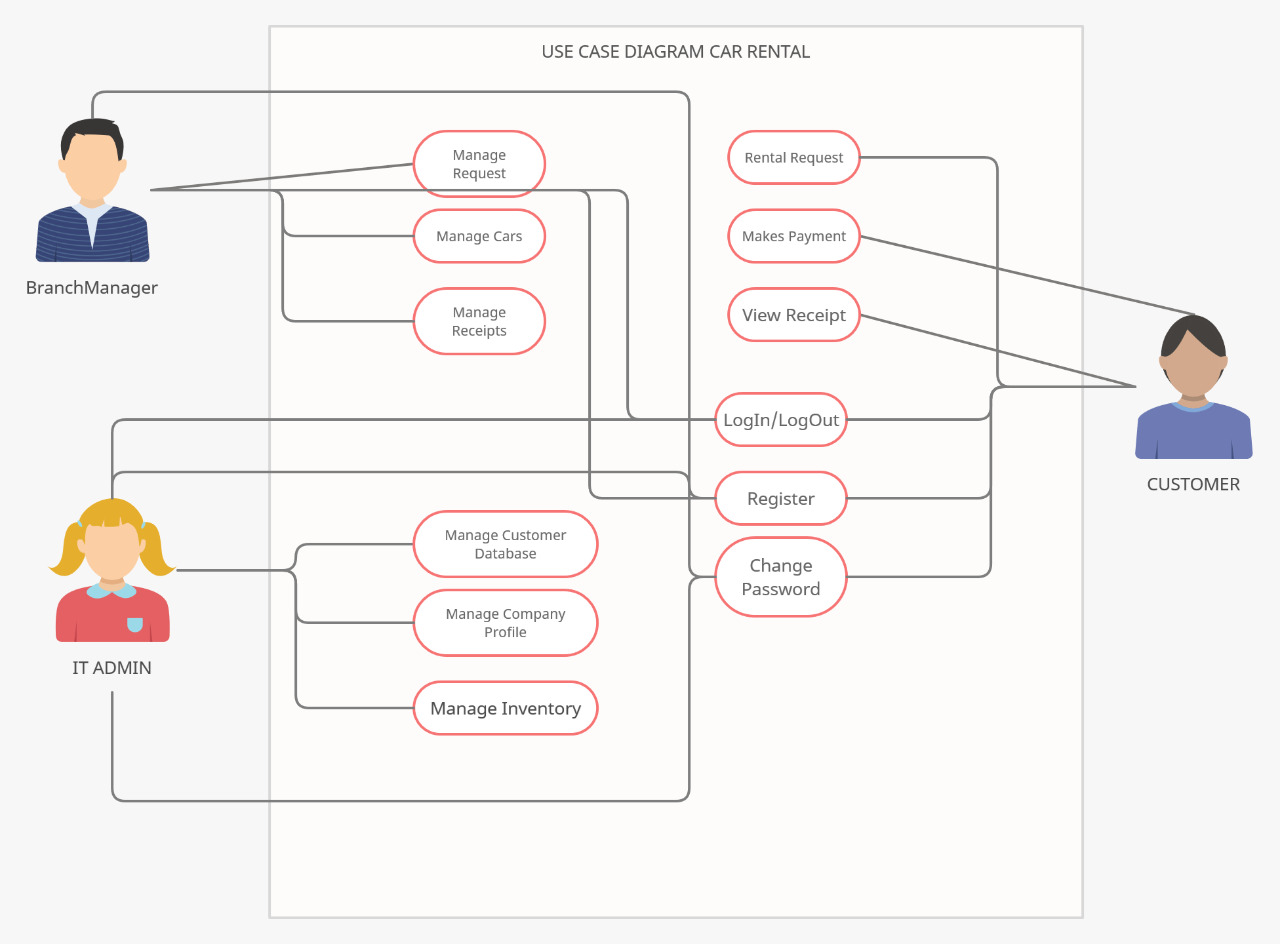 USE CASE DIAGRAM CAR RENTAL
Manage
Request
Rental Request
Manage Cars
Makes Payment
BranchManager
Manage
Receipts
View Receipt
LogIn/LogOut
CUSTOMER
Register
Manage Customer
Database
Change
Password
Manage Company
Profile
IT ADMIN
Manage Inventory